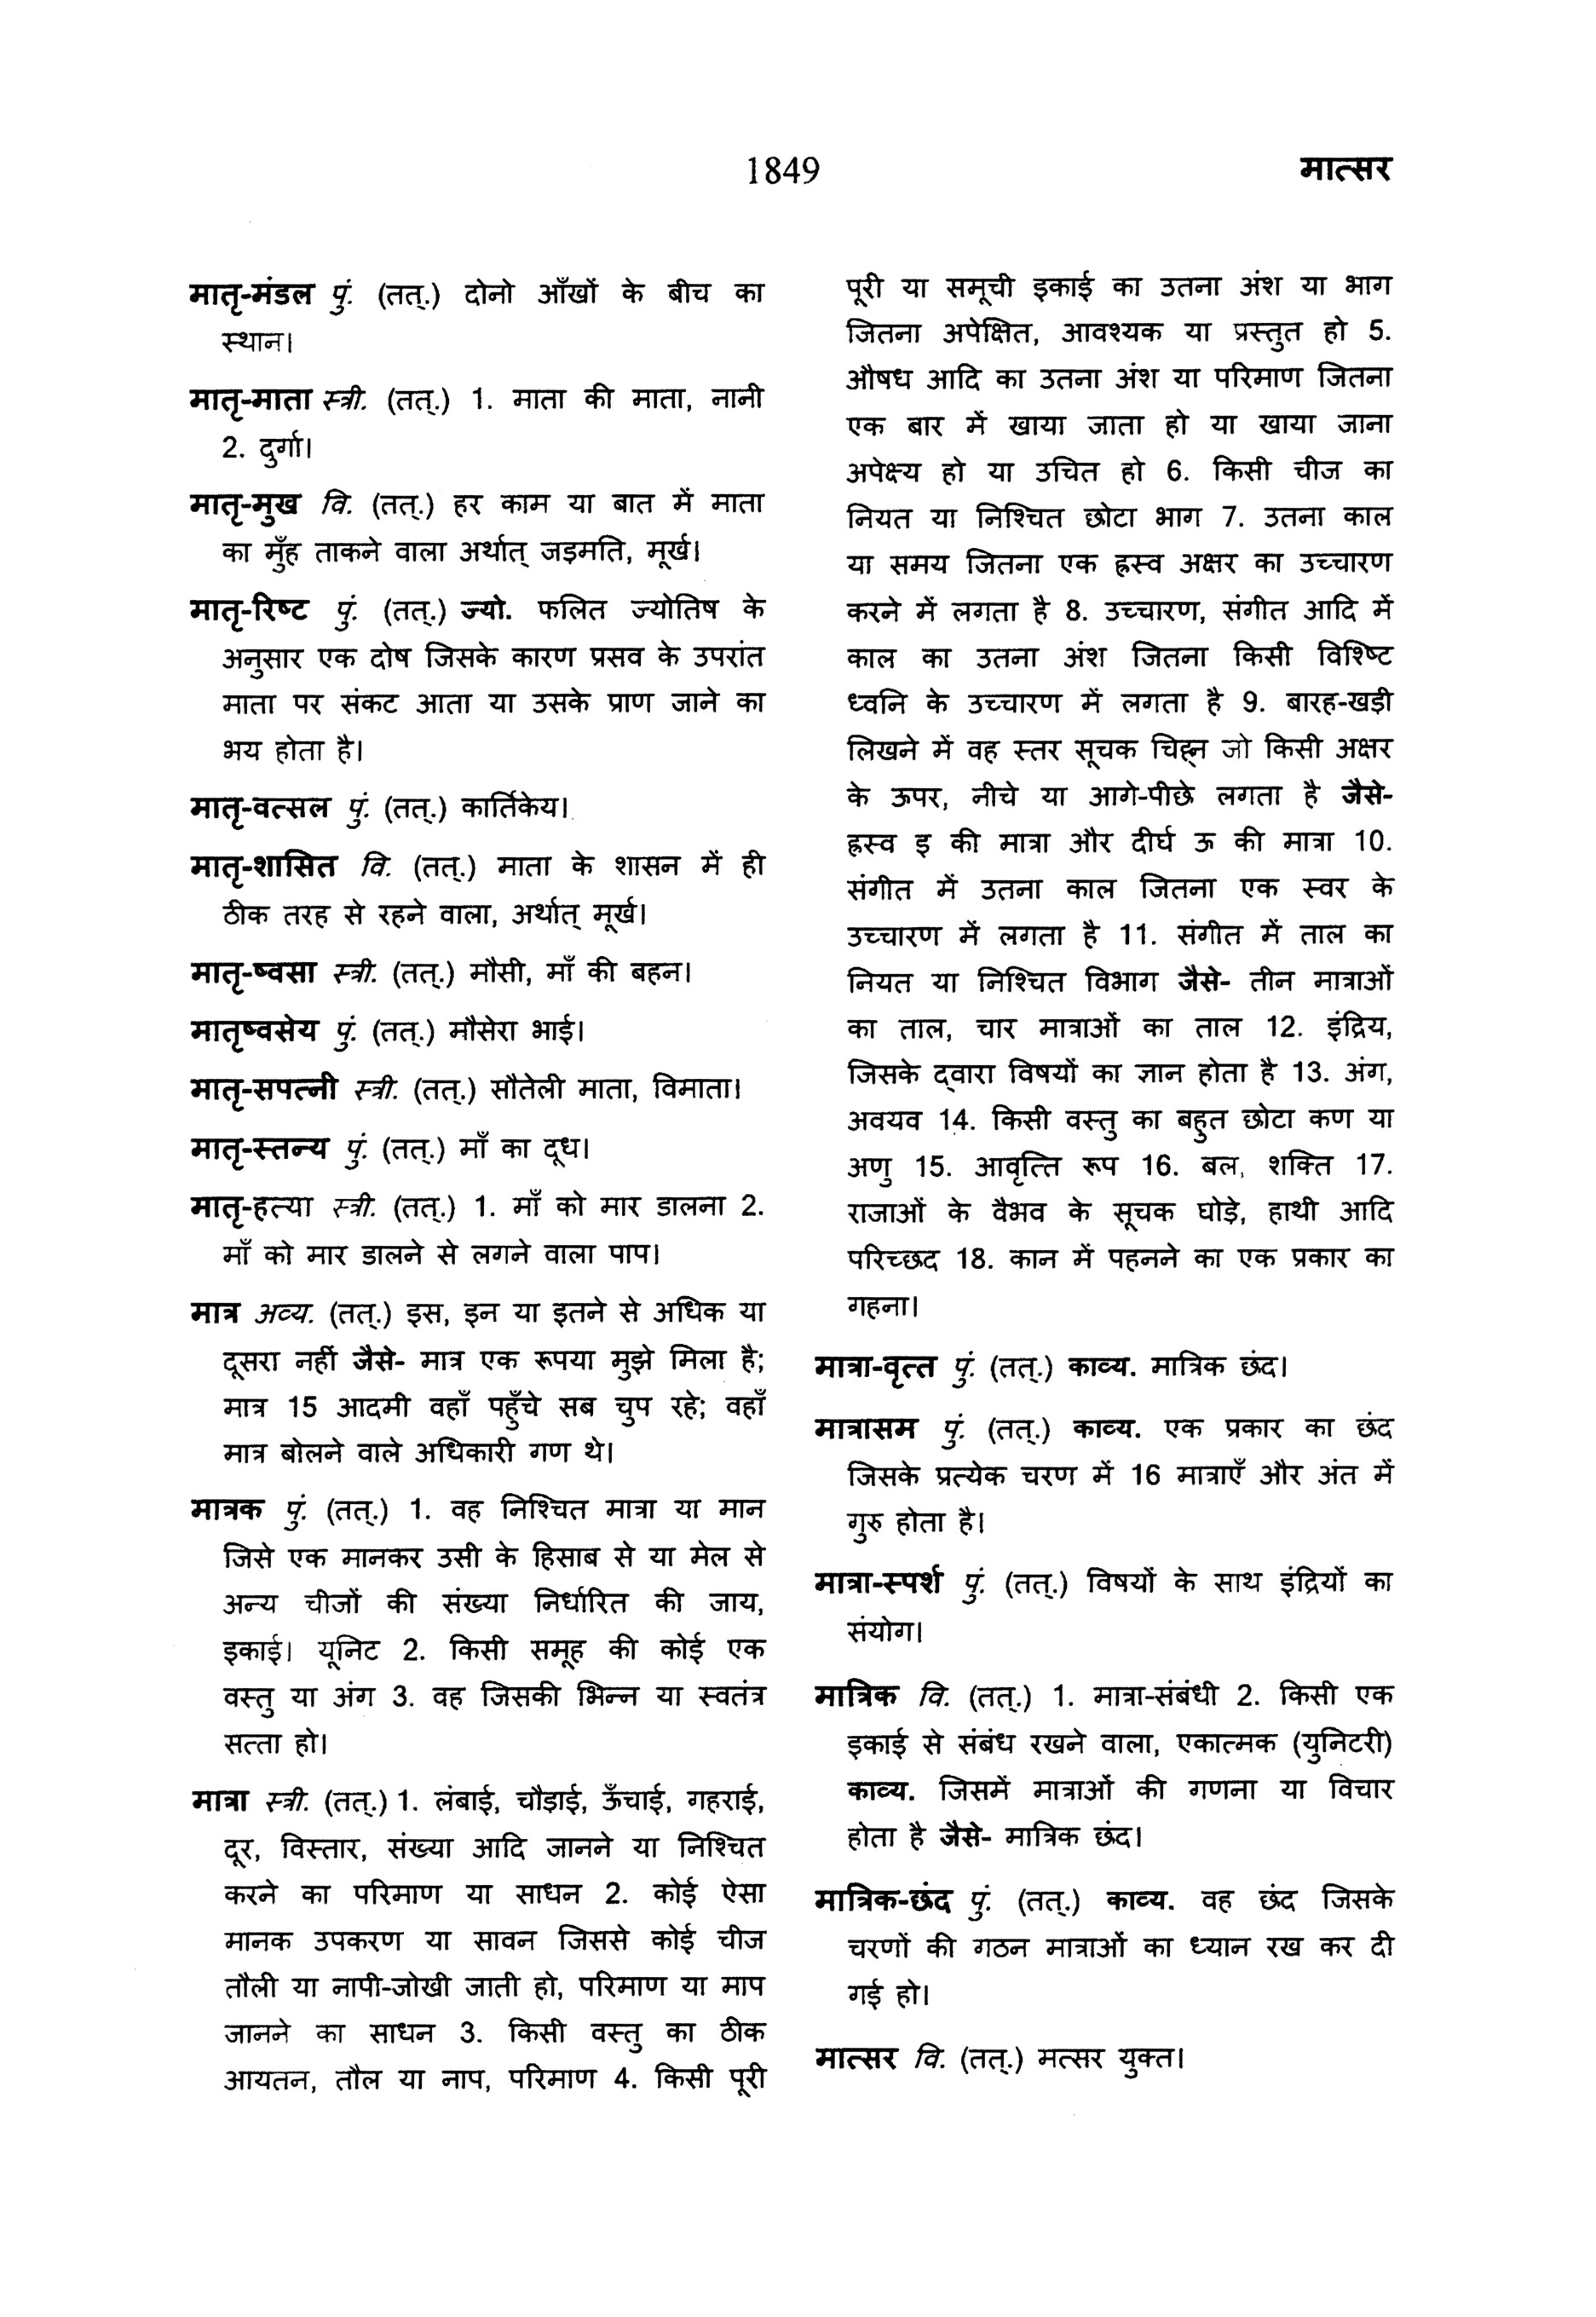 1849
मात्सर
मातृ-मंडल पुं. (तत्.) दोनो आँखों के बीच का
स्थान।
मातृ-माता स्त्री. (तत्.) 1. माता की माता, नानी
2. दुर्गा।
मातृ-मुख वि. (तत्.) हर काम या बात में माता
का मुँह ताकने वाला अर्थात् जड़मति, मूर्ख।
मातृ-रिष्ट पुं. (तत्.) ज्यो. फलित ज्योतिष के
अनुसार एक दोष जिसके कारण प्रसव के उपरांत
माता पर संकट आता या उसके प्राण जाने का
भय होता है।
मातृ-वत्सल पुं. (तत्.) कार्तिकेय।
मातृ-शासित वि. (तत्.) माता के शासन में ही
ठीक तरह से रहने वाला, अर्थात् मूर्ख।
मातृ-ष्वसा स्त्री. (तत्.) मौसी, माँ की बहन।
मातृष्वसेय पुं. (तत्.) मौसेरा भाई।
मातृ-सपत्नी स्त्री. (तत्.) सौतेली माता, विमाता।
मातृ-स्तन्य पुं. (तत्.) माँ का दूध।
मातृ-हत्या स्त्री. (तत्.) 1. माँ को मार डालना 2.
माँ को मार डालने से लगने वाला पाप।
मात्र अव्य. (तत्.) इस, इन या इतने से अधिक या
दूसरा नहीं जैसे- मात्र एक रूपया मुझे मिला है;
मात्र 15 आदमी वहाँ पहुँचे सब चुप रहे; वहाँ
मात्र बोलने वाले अधिकारी गण थे।
मात्रक पुं. (तत्.) 1. वह निश्चित मात्रा या मान
जिसे एक मानकर उसी के हिसाब से या मेल से
अन्य चीजों की संख्या निर्धारित की जाय,
इकाई। यूनिट 2. किसी समूह की कोई एक
वस्तु या अंग 3. वह जिसकी भिन्न या स्वतंत्र
सत्ता हो।
मात्रा स्त्री. (तत्.) 1. लंबाई, चौड़ाई, ऊँचाई, गहराई,
दूर, विस्तार, संख्या आदि जानने या निश्चित
करने का परिमाण या साधन 2. कोई ऐसा
मानक उपकरण या सावन जिससे कोई चीज
तौली या नापी-जोखी जाती हो, परिमाण या माप
जानने का साधन 3. किसी वस्तु का ठीक
आयतन, तौल या नाप, परिमाण 4. किसी पूरी
पूरी या समूची इकाई का उतना अंश या भाग
जितना अपेक्षित, आवश्यक या प्रस्तुत हो 5.
औषध आदि का उतना अंश या परिमाण जितना
एक बार में खाया जाता हो या खाया जाना
अपेक्ष्य हो या उचित हो 6. किसी चीज का
नियत या निश्चित छोटा भाग 7. उतना काल
या समय जितना एक ह्रस्व अक्षर का उच्चारण
करने में लगता है 8. उच्चारण, संगीत आदि में
काल का उतना अंश जितना किसी विश्ष्टि
ध्वनि के उच्चारण में लगता है 9. बारह-खड़ी
लिखने में वह स्तर सूचक चिह्न जो किसी अक्षर
के ऊपर, नीचे या आगे-पीछे लगता है जैसे-
ह्रस्व इ की मात्रा और दीर्घ ऊ की मात्रा 10.
संगीत में उतना काल जितना एक स्वर के
उच्चारण में लगता है 11. संगीत में ताल का
नियत या निश्चित विभाग जैसे- तीन मात्राओं
का ताल, चार मात्राओं का ताल 12. इंद्रिय,
जिसके द्वारा विषयों का ज्ञान होता है 13. अंग,
अवयव 14. किसी वस्तु का बहुत छोटा कण या
अणु 15. आवृत्ति रूप 16. बल, शक्ति 17.
राजाओं के वैभव के सूचक घोड़े, हाथी आदि
परिच्छद 18. कान में पहनने का एक प्रकार का
गहना।
मात्रा-वृत्त पुं. (तत्.) काव्य. मात्रिक छंद।
मात्रासम पुं. (तत्.) काव्य. एक प्रकार का छंद
जिसके प्रत्येक चरण में 16 मात्राएँ और अंत में
गुरु होता है।
मात्रा-स्पर्श पुं. (तत्.) विषयों के साथ इंद्रियों का
संयोग।
मात्रिक वि. (तत्.) 1. मात्रा-संबंधी 2. किसी एक
इकाई से संबंध रखने वाला, एकात्मक (युनिटरी)
काव्य. जिसमें मात्राओं की गणना या विचार
होता है जैसे- मात्रिक छंद।
मात्रिक-छंद पुं. (तत्.) काव्य. वह छंद जिसके
चरणों की गठन मात्राओं का ध्यान रख कर दी
गई हो।
मात्सर वि. (तत्.) मत्सर युक्त।